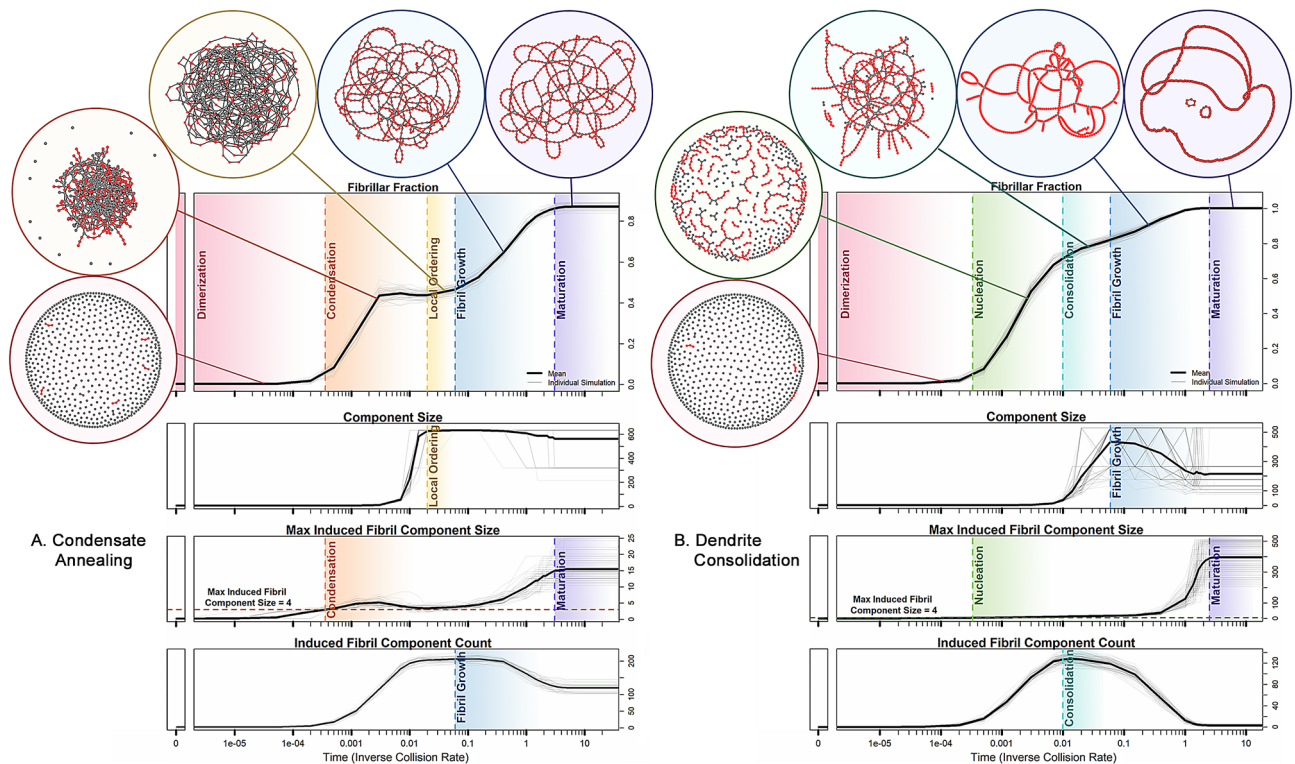 Fibrillar Fraction
Dimerization
Condensation
Local Ordering
Fibril Growth
Maturation
0.0
0.2
0.4
0.6
0.8
Mean
Individual Simulation
Component Size
Local Ordering
0
200
400
600
A. Condensate
Annealing
Max Induced Fibril Component Size
Max Induced Fibril
Component Size = 4
Condensation
Maturation
0
5
10
15
20
25
Induced Fibril Component Count
Fibril Growth
0
50
100
200
0
1e-05
1e-04
0.001
0.01
0.1
1
10
Time (Inverse Collision Rate)
Fibrillar Fraction
Dimerization
Nucleation
Consolidation
Fibril Growth
Maturation
0.0
0.2
0.4
0.6
0.8
1.0
Mean
Individual Simulation
Component Size
Fibril Growth
0
100
300
500
B. Dendrite
Consolidation
Max Induced Fibril Component Size
Max Induced Fibril
Component Size = 4
Nucleation
Maturation
0
100
300
500
Induced Fibril Component Count
Consolidation
0
40
80
120
0
1e-05
1e-04
0.001
0.01
0.1
1
10
Time (Inverse Collision Rate)